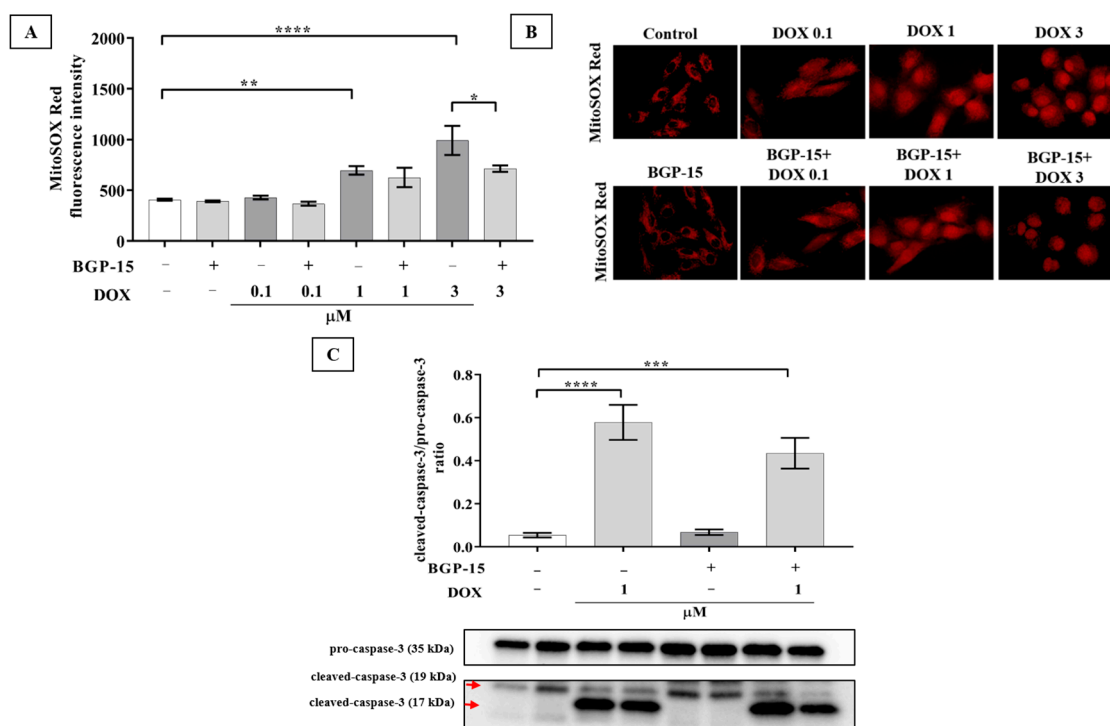 A
MitoSOX Red
fluorescence intensity
2000
1500
1000
500
0
****
**
*
BGP-15 – + – + – + – +
DOX – – 0.1 0.1 1 1 3 3
μM
B
Control DOX 0.1 DOX 1 DOX 3
MitoSOX Red
BGP-15 BGP-15+ DOX 0.1 BGP-15+ DOX 1 BGP-15+ DOX 3
MitoSOX Red
C
cleaved-caspase-3/pro-caspase-3
ratio
0.8
0.6
0.4
0.2
0.0
***
****
BGP-15 – – + +
DOX – 1 – 1
μM
pro-caspase-3 (35 kDa)
cleaved-caspase-3 (19 kDa)
cleaved-caspase-3 (17 kDa)